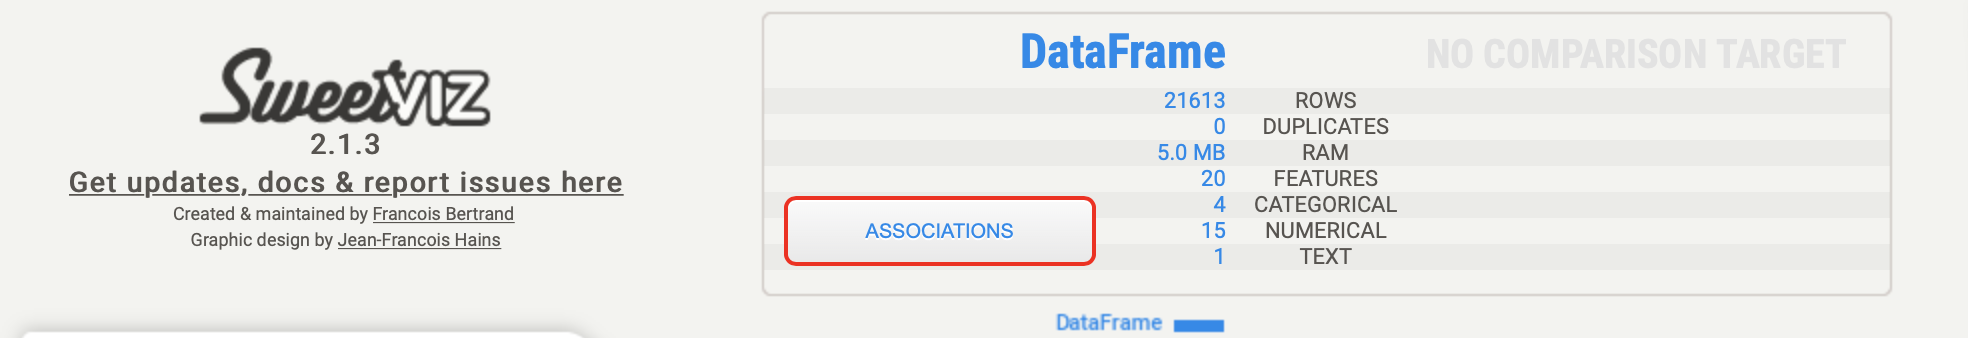 SweetVIZ
2.1.3
Get updates, docs & report issues here
Created & maintained by Francois Bertrand
Graphic design by Jean-Francois Hains
DataFrame NO COMPARISON TARGET
21613 ROWS
0 DUPLICATES
5.0 MB RAM
20 FEATURES
4 CATEGORICAL
ASSOCIATIONS 15 NUMERICAL
1 TEXT
DataFrame